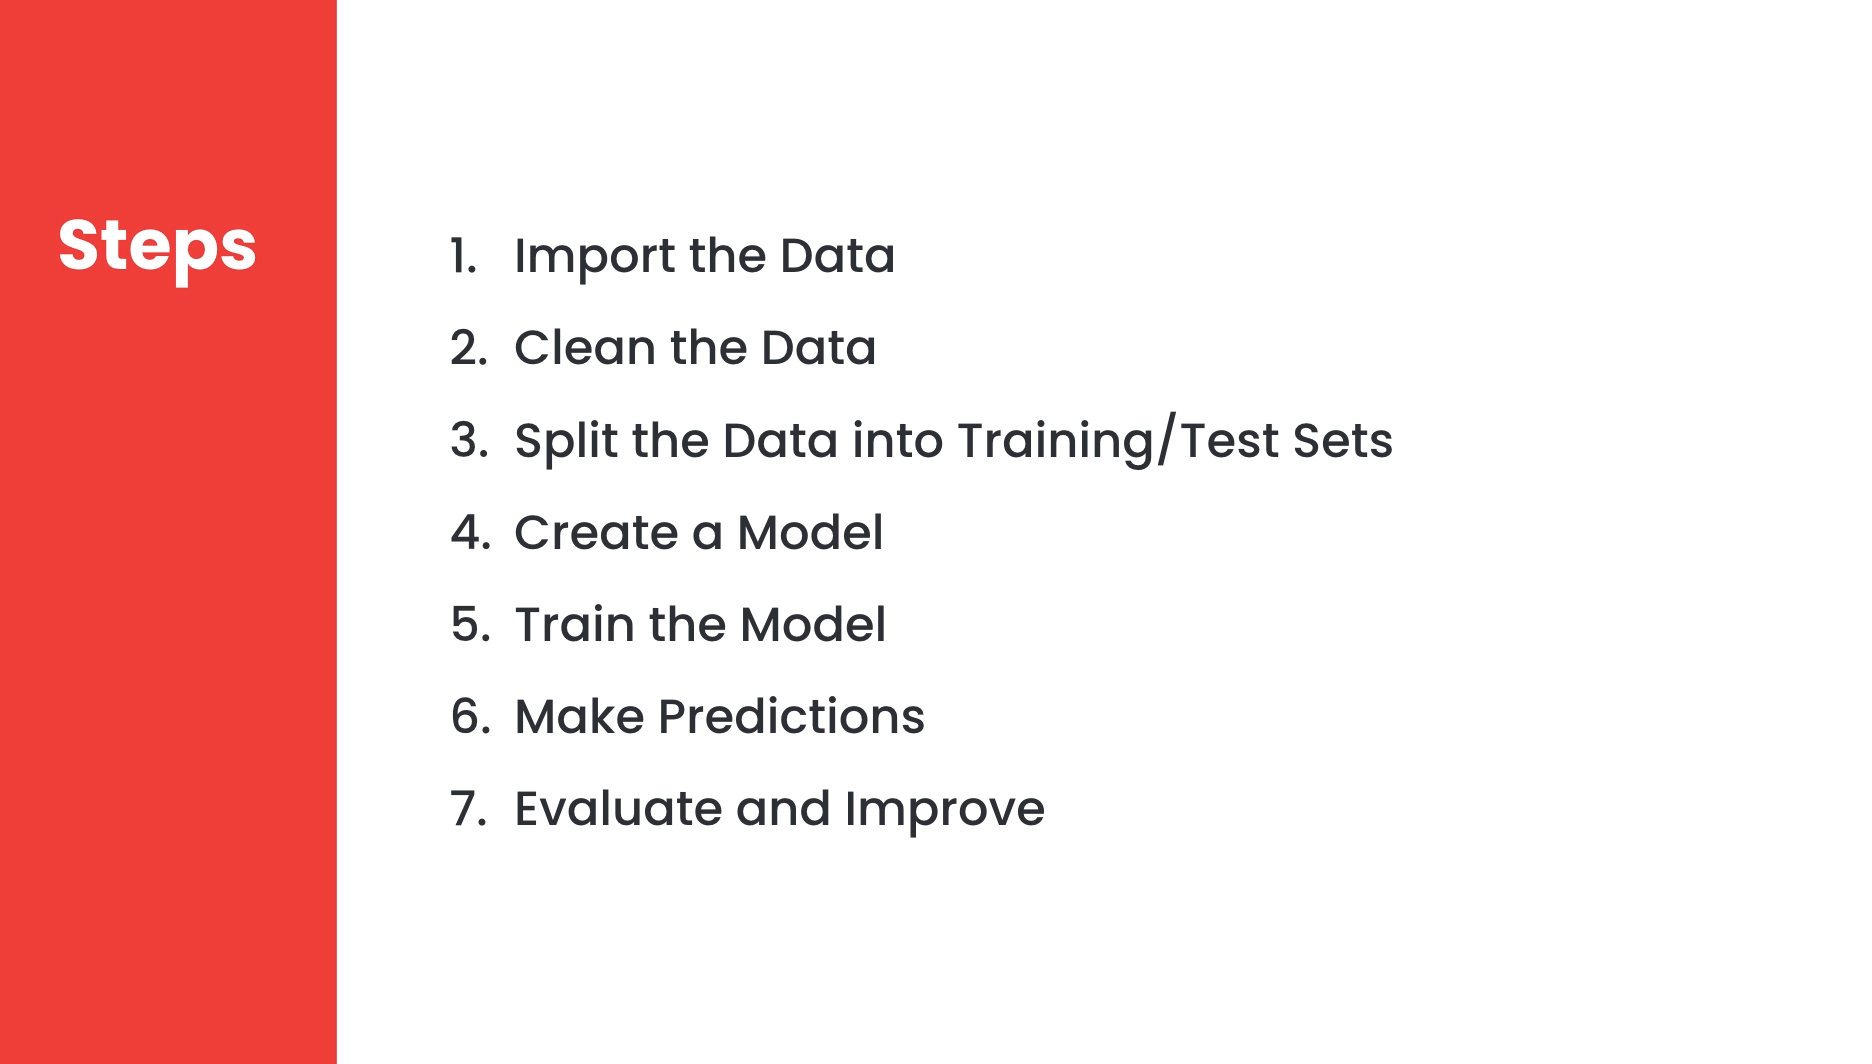 Steps
1. Import the Data
2. Clean the Data
3. Split the Data into Training/Test Sets
4. Create a Model
5. Train the Model
6. Make Predictions
7. Evaluate and Improve